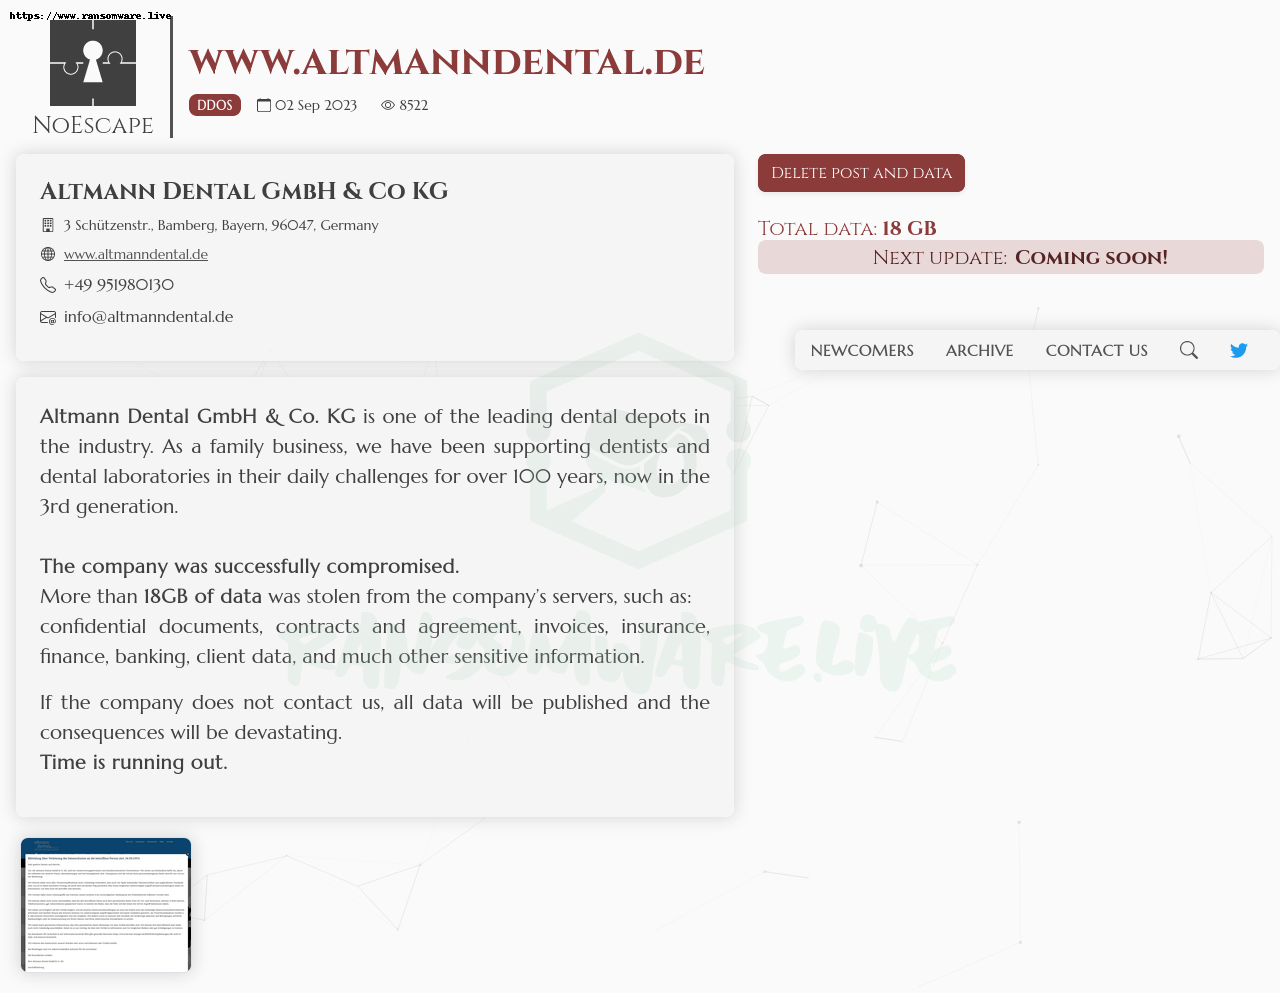 https://www.ransomware.live
NoEscape
www.altmanndental.de
DDOS 02 Sep 2023 8522
Altmann Dental GmbH & Co KG
3 Schützenstr., Bamberg, Bayern, 96047, Germany
www.altmanndental.de
+49 951980130
info@altmanndental.de
Delete post and data
Total data: 18 GB
Next update: Coming soon!
NEWCOMERS ARCHIVE CONTACT US
Altmann Dental GmbH & Co. KG is one of the leading dental depots in
the industry. As a family business, we have been supporting dentists and
dental laboratories in their daily challenges for over 100 years, now in the
3rd generation.
The company was successfully compromised.
More than 18GB of data was stolen from the company’s servers, such as:
confidential documents, contracts and agreement, invoices, insurance,
finance, banking, client data, and much other sensitive information.
If the company does not contact us, all data will be published and the
consequences will be devastating.
Time is running out.
RANSOMWARE.LIVE